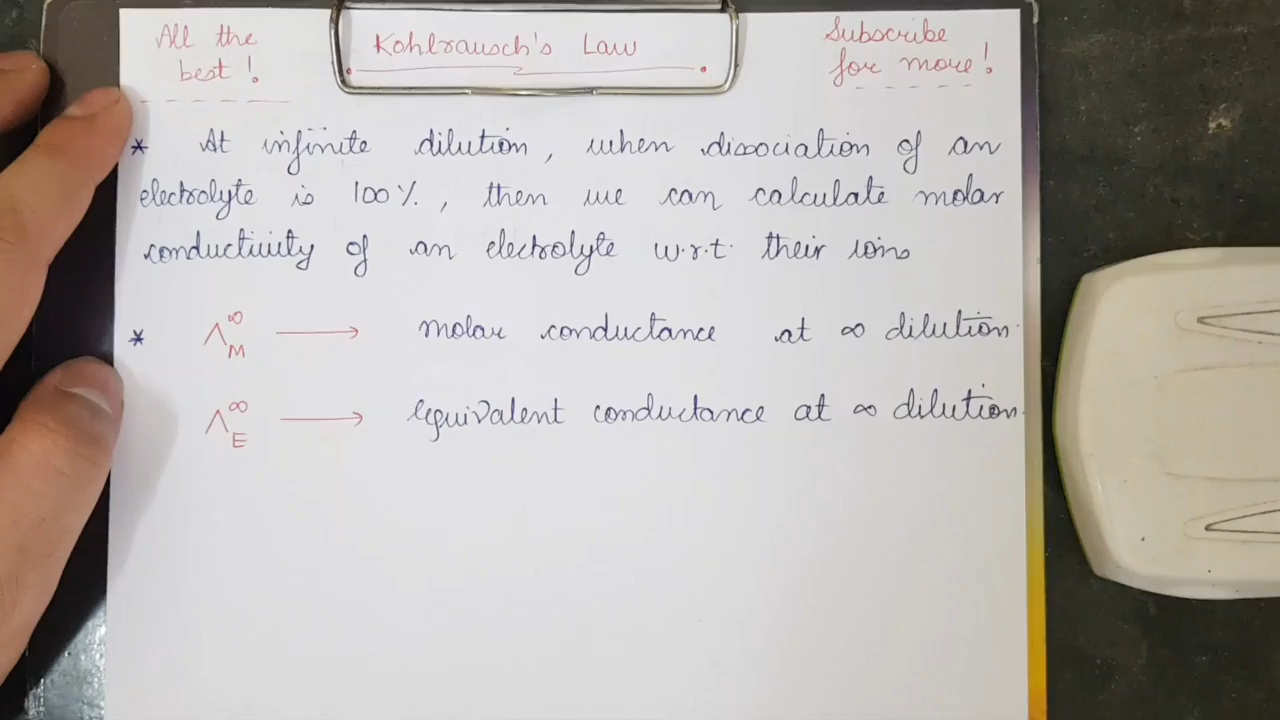 All the
best !
Kohlrausch's Law
Subscribe
for more!
* At infinite dilution, when dissociation of an
electrolyte is 100%, then we can calculate molar
conductivity of an electrolyte w.r.t. their ions
* Λ∞M → molar conductance at ∞ dilution.
Λ∞E → equivalent conductance at ∞ dilution.